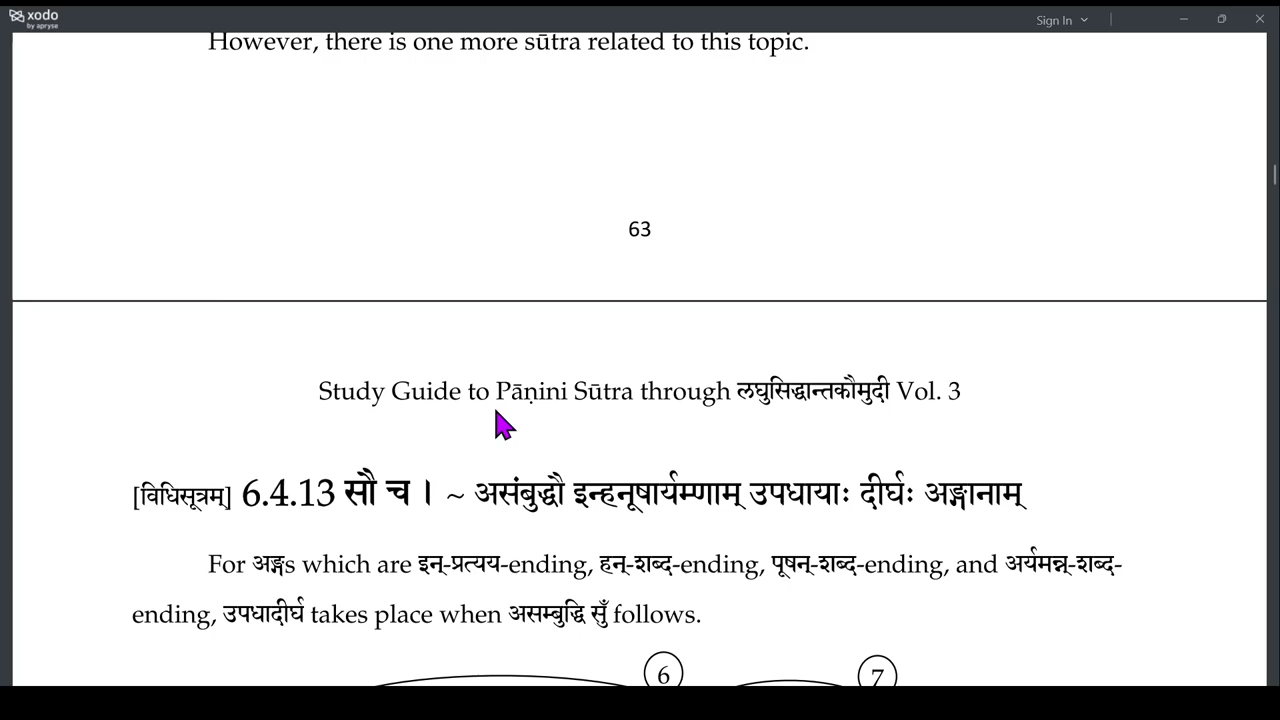 xodo
by apryse
Sign In
However, there is one more sūtra related to this topic.
63
Study Guide to Pāṇini Sūtra through लघुसिद्धान्तकौमुदी Vol. 3
[विधिसूत्रम्] 6.4.13 सौ च । ~ असंबुद्धौ इन्हनूषार्यम्णाम् उपधायाः दीर्घः अङ्गानाम्
For अङ्गs which are इन्-प्रत्यय-ending, हन्-शब्द-ending, पूषन्-शब्द-ending, and अर्यमन्न्-शब्द-
ending, उपधादीर्घ takes place when असम्बुद्धि सुँ follows.
6 7